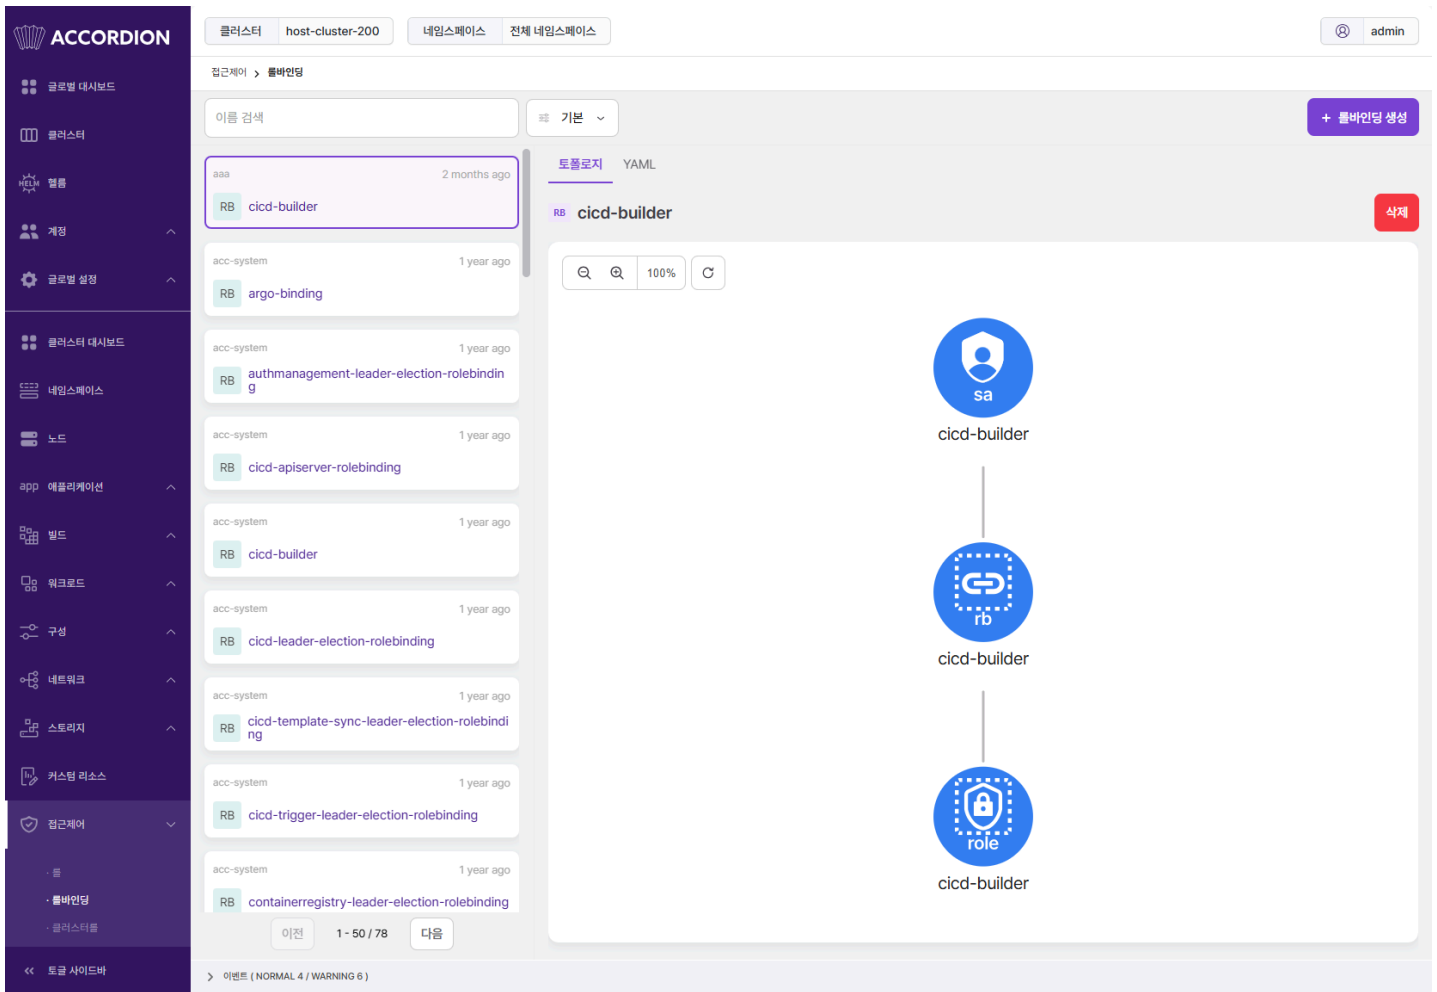 ACCORDION
글로벌 대시보드
클러스터
HELM 헬름
계정
글로벌 설정
클러스터 대시보드
네임스페이스
노드
app 애플리케이션
빌드
워크로드
구성
네트워크
스토리지
커스텀 리소스
접근제어
· 롤
· 롤바인딩
· 클러스터롤
토글 사이드바
클러스터 host-cluster-200
네임스페이스 전체 네임스페이스
admin
접근제어 > 롤바인딩
이름 검색
기본
+ 롤바인딩 생성
aaa 2 months ago
RB cicd-builder
acc-system 1 year ago
RB argo-binding
acc-system 1 year ago
RB authmanagement-leader-election-rolebindin
g
acc-system 1 year ago
RB cicd-apiserver-rolebinding
acc-system 1 year ago
RB cicd-builder
acc-system 1 year ago
RB cicd-leader-election-rolebinding
acc-system 1 year ago
RB cicd-template-sync-leader-election-rolebindi
ng
acc-system 1 year ago
RB cicd-trigger-leader-election-rolebinding
acc-system 1 year ago
RB containerregistry-leader-election-rolebinding
이전 1 - 50 / 78 다음
토폴로지 YAML
RB cicd-builder
삭제
100%
sa
cicd-builder
rb
cicd-builder
role
cicd-builder
이벤트 ( NORMAL 4 / WARNING 6 )